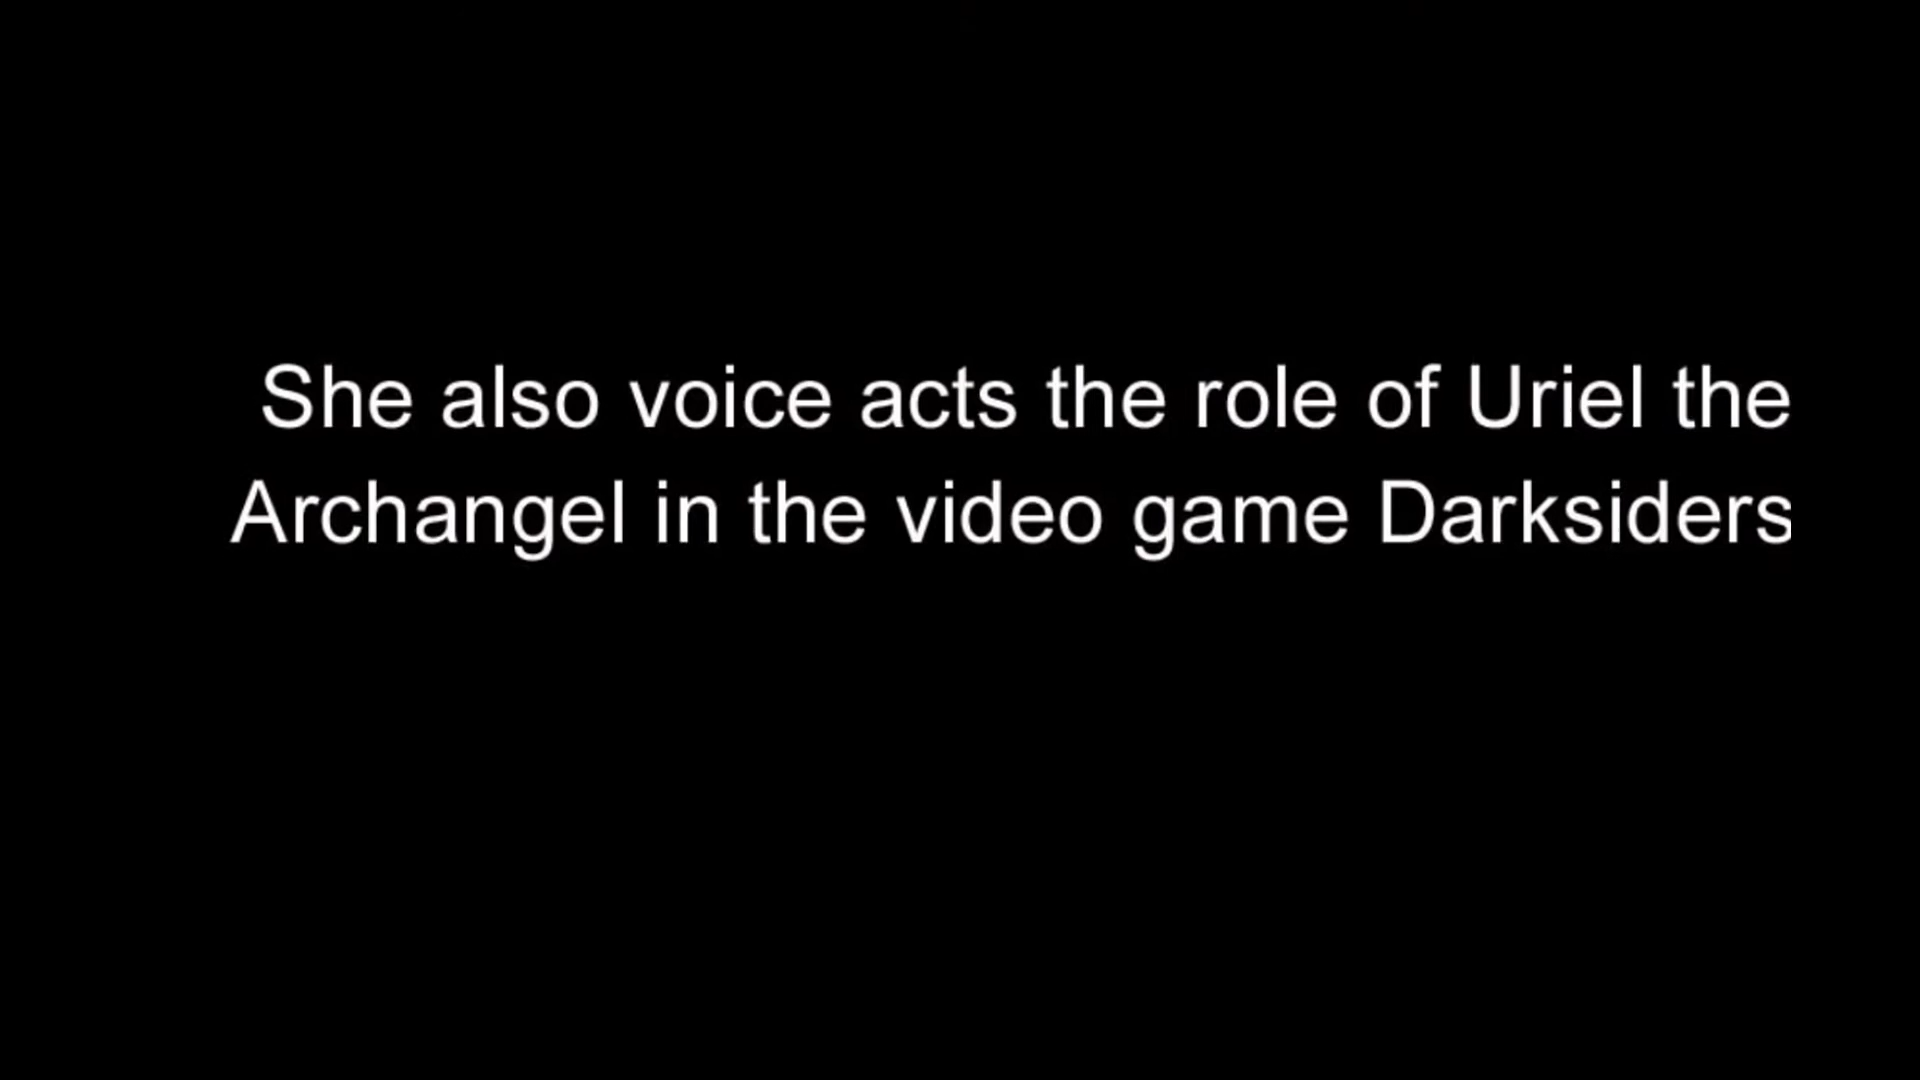 She also voice acts the role of Uriel the
Archangel in the video game Darksiders